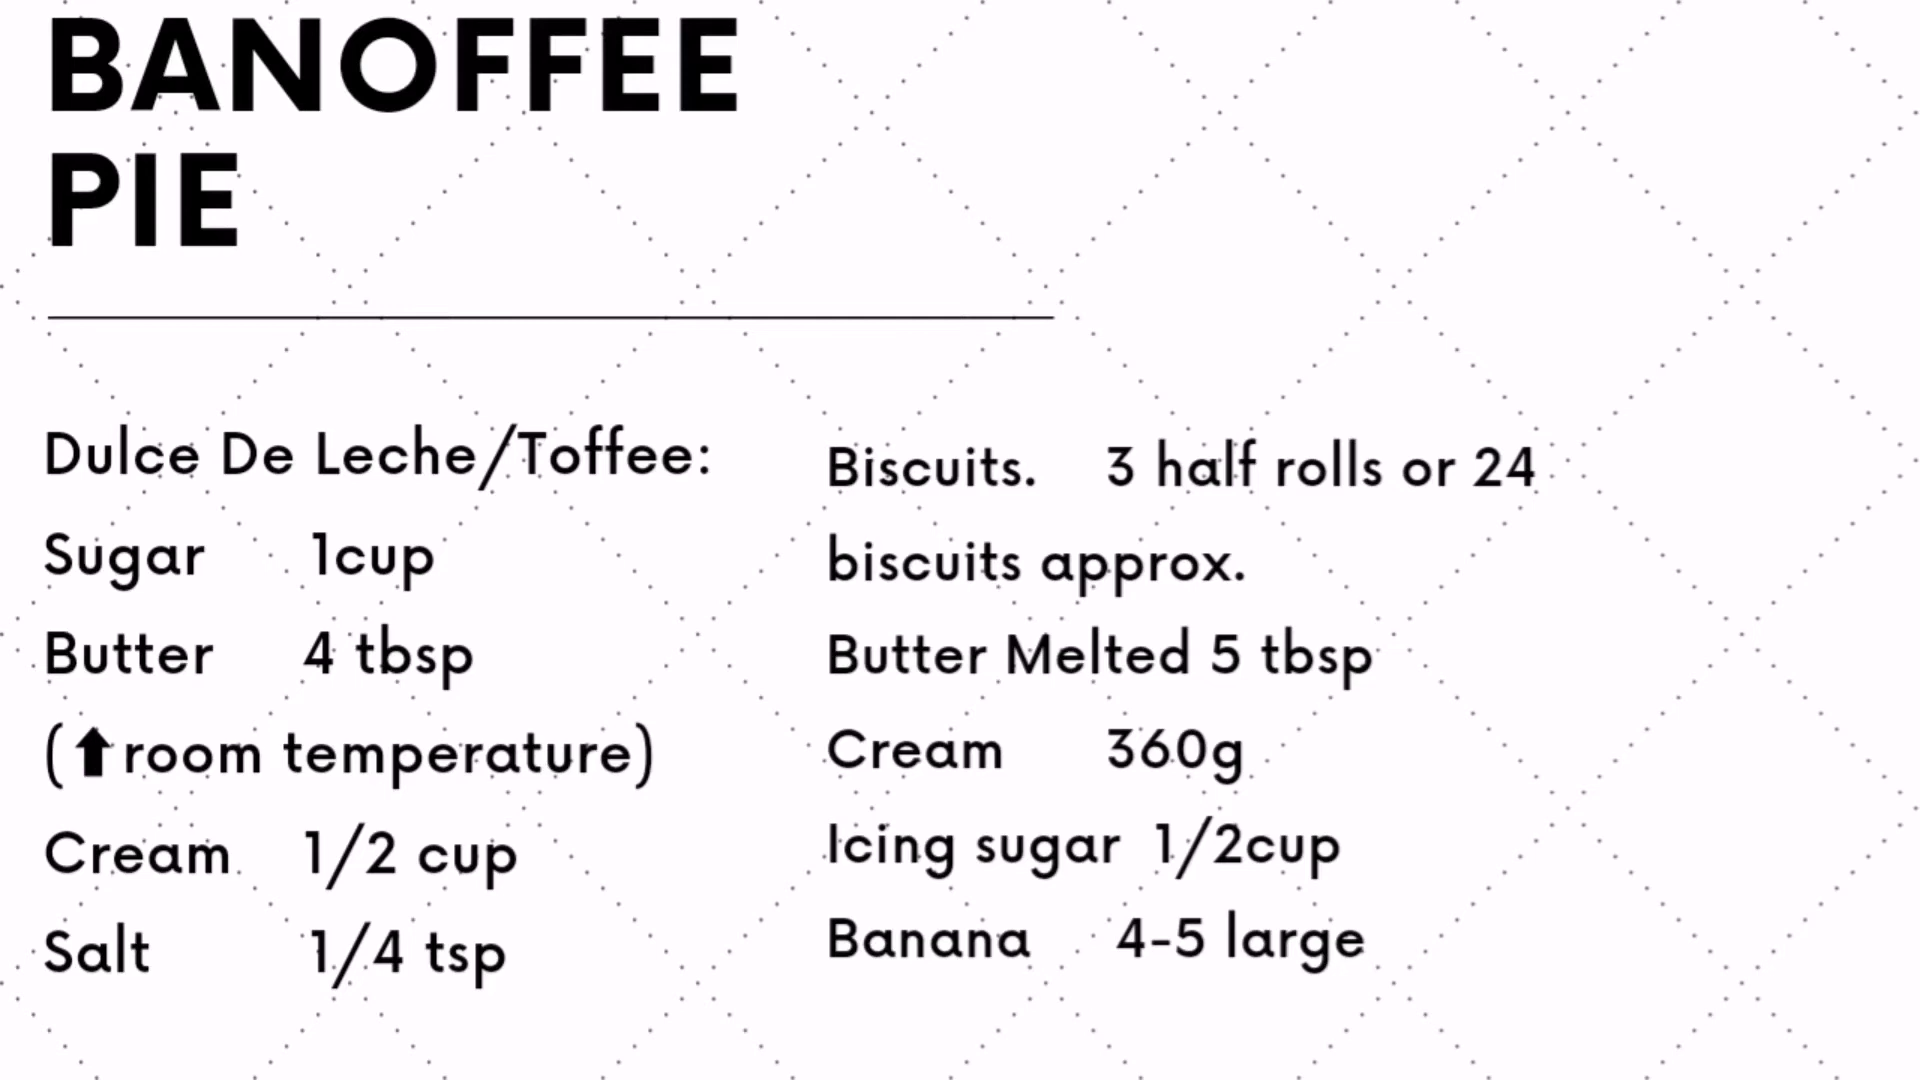 BANOFFEE
PIE
Dulce De Leche/Toffee:
Sugar 1cup
Butter 4 tbsp
(⬆room temperature)
Cream 1/2 cup
Salt 1/4 tsp
Biscuits. 3 half rolls or 24
biscuits approx.
Butter Melted 5 tbsp
Cream 360g
Icing sugar 1/2cup
Banana 4-5 large